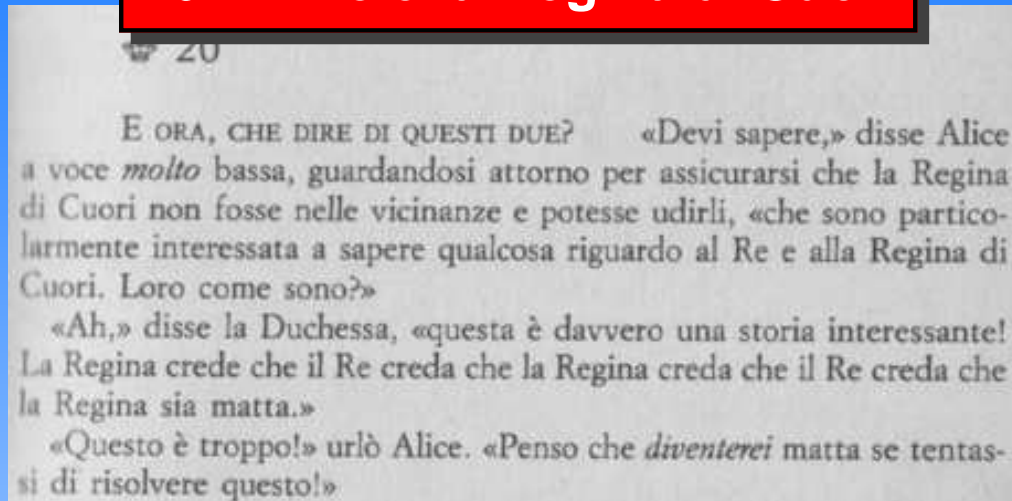 20
E ORA, CHE DIRE DI QUESTI DUE? «Devi sapere,» disse Alice
a voce molto bassa, guardandosi attorno per assicurarsi che la Regina
di Cuori non fosse nelle vicinanze e potesse udirli, «che sono partico-
larmente interessata a sapere qualcosa riguardo al Re e alla Regina di
Cuori. Loro come sono?»
«Ah,» disse la Duchessa, «questa è davvero una storia interessante!
La Regina crede che il Re creda che la Regina creda che il Re creda che
la Regina sia matta.»
«Questo è troppo!» urlò Alice. «Penso che diventerei matta se tentas-
si di risolvere questo!»